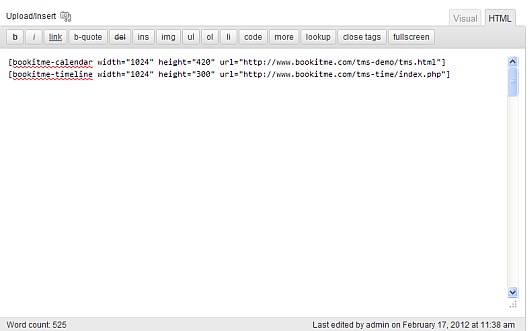 Upload/Insert
Visual HTML
b i link b-quote del ins img ul ol li code more lookup close tags fullscreen
[bookitme-calendar width="1024" height="420" url="http://www.bookitme.com/tms-demo/tms.html"]
[bookitme-timeline width="1024" height="300" url="http://www.bookitme.com/tms-time/index.php"]
Word count: 525 Last edited by admin on February 17, 2012 at 11:38 am